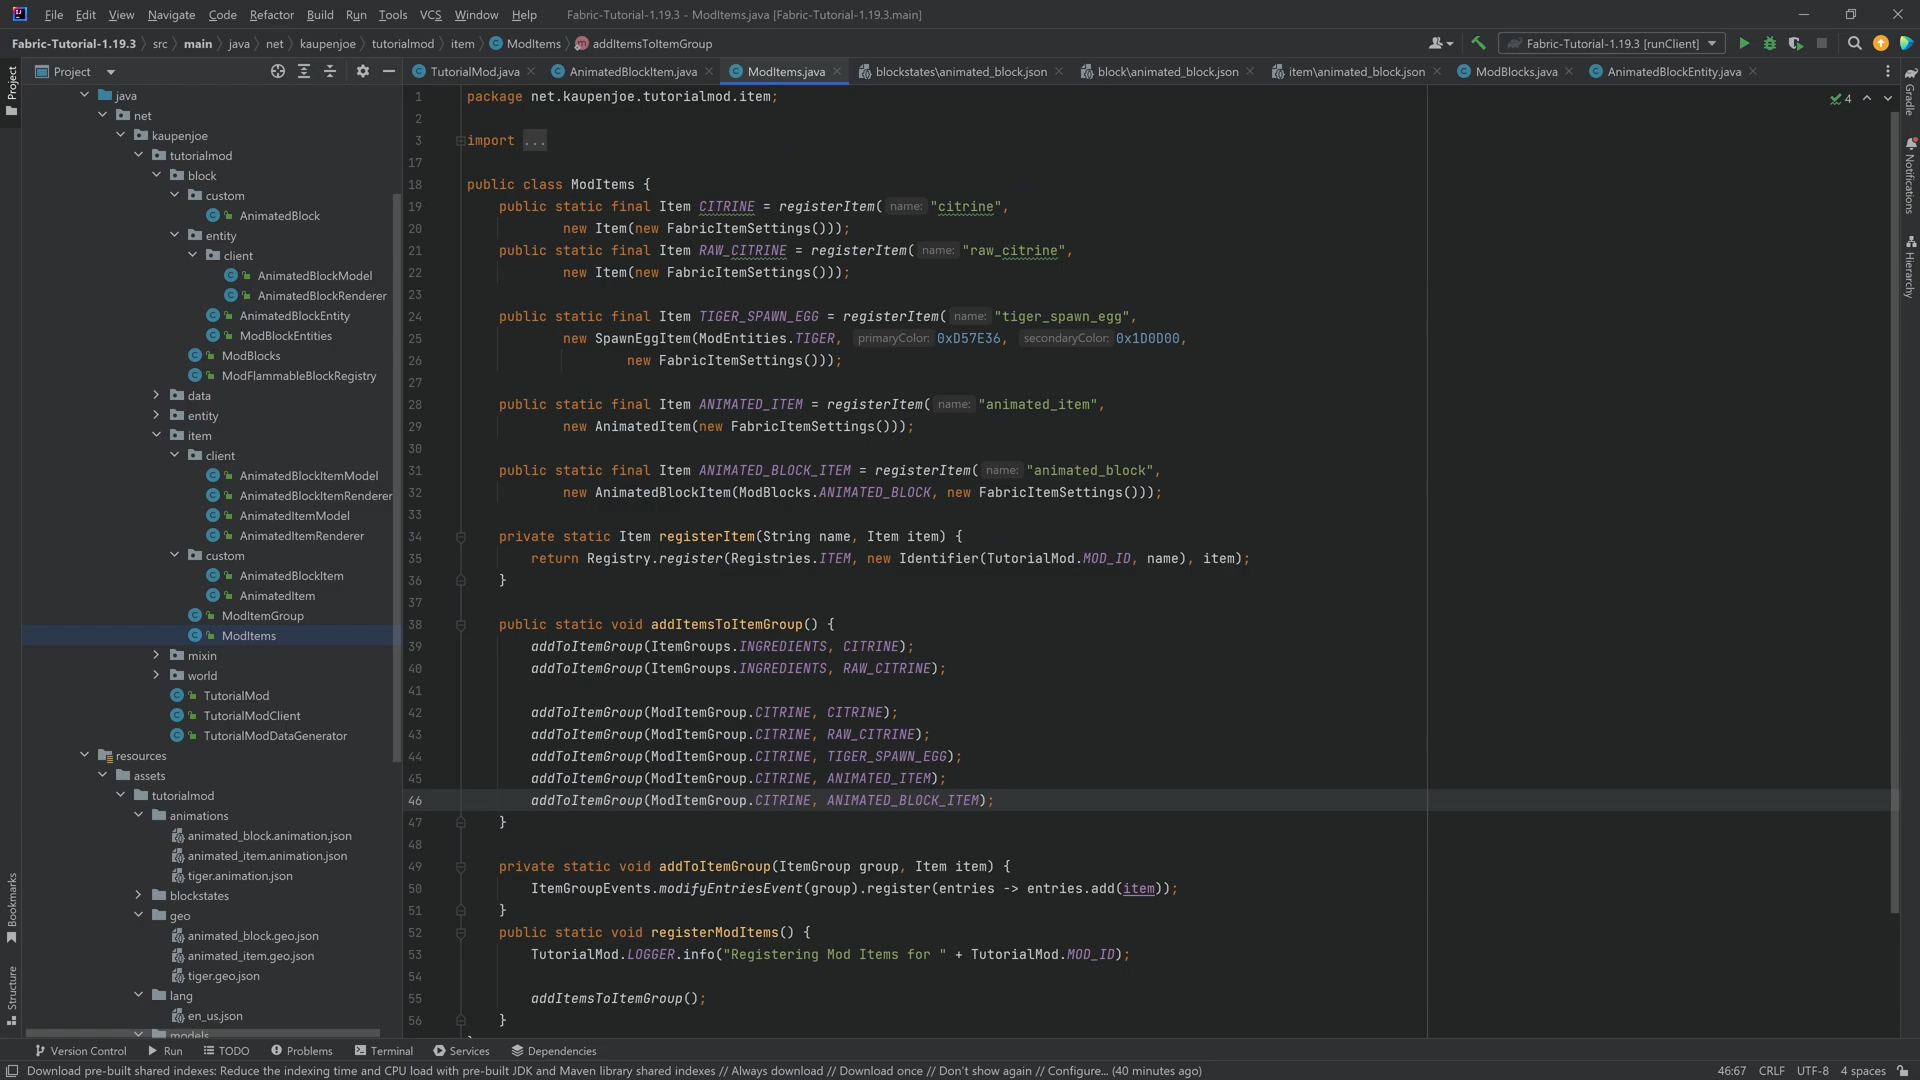 File Edit View Navigate Code Refactor Build Run Tools VCS Window Help Fabric-Tutorial-1.19.3 - ModItems.java [Fabric-Tutorial-1.19.3.main]
Fabric-Tutorial-1.19.3 src main java net kaupenjoe tutorialmod item ModItems addItemsToItemGroup Fabric-Tutorial-1.19.3 [runClient]
Project TutorialMod.java AnimatedBlockItem.java ModItems.java blockstates\animated_block.json block\animated_block.json item\animated_block.json ModBlocks.java AnimatedBlockEntity.java
Project
Bookmarks
Structure
java
net
kaupenjoe
tutorialmod
block
custom
AnimatedBlock
entity
client
AnimatedBlockModel
AnimatedBlockRenderer
AnimatedBlockEntity
ModBlockEntities
ModBlocks
ModFlammableBlockRegistry
data
entity
item
client
AnimatedBlockItemModel
AnimatedBlockItemRenderer
AnimatedItemModel
AnimatedItemRenderer
custom
AnimatedBlockItem
AnimatedItem
ModItemGroup
ModItems
mixin
world
TutorialMod
TutorialModClient
TutorialModDataGenerator
resources
assets
tutorialmod
animations
animated_block.animation.json
animated_item.animation.json
tiger.animation.json
blockstates
geo
animated_block.geo.json
animated_item.geo.json
tiger.geo.json
lang
en_us.json
models
1 package net.kaupenjoe.tutorialmod.item;
2
3 import ...
17
18 public class ModItems {
19 public static final Item CITRINE = registerItem( name: "citrine",
20 new Item(new FabricItemSettings()));
21 public static final Item RAW_CITRINE = registerItem( name: "raw_citrine",
22 new Item(new FabricItemSettings()));
23
24 public static final Item TIGER_SPAWN_EGG = registerItem( name: "tiger_spawn_egg",
25 new SpawnEggItem(ModEntities.TIGER, primaryColor: 0xD57E36, secondaryColor: 0x1D0D00,
26 new FabricItemSettings()));
27
28 public static final Item ANIMATED_ITEM = registerItem( name: "animated_item",
29 new AnimatedItem(new FabricItemSettings()));
30
31 public static final Item ANIMATED_BLOCK_ITEM = registerItem( name: "animated_block",
32 new AnimatedBlockItem(ModBlocks.ANIMATED_BLOCK, new FabricItemSettings()));
33
34 private static Item registerItem(String name, Item item) {
35 return Registry.register(Registries.ITEM, new Identifier(TutorialMod.MOD_ID, name), item);
36 }
37
38 public static void addItemsToItemGroup() {
39 addToItemGroup(ItemGroups.INGREDIENTS, CITRINE);
40 addToItemGroup(ItemGroups.INGREDIENTS, RAW_CITRINE);
41
42 addToItemGroup(ModItemGroup.CITRINE, CITRINE);
43 addToItemGroup(ModItemGroup.CITRINE, RAW_CITRINE);
44 addToItemGroup(ModItemGroup.CITRINE, TIGER_SPAWN_EGG);
45 addToItemGroup(ModItemGroup.CITRINE, ANIMATED_ITEM);
46 addToItemGroup(ModItemGroup.CITRINE, ANIMATED_BLOCK_ITEM);
47 }
48
49 private static void addToItemGroup(ItemGroup group, Item item) {
50 ItemGroupEvents.modifyEntriesEvent(group).register(entries -> entries.add(item));
51 }
52 public static void registerModItems() {
53 TutorialMod.LOGGER.info("Registering Mod Items for " + TutorialMod.MOD_ID);
54
55 addItemsToItemGroup();
56 }
4
Gradle
Notifications
Hierarchy
Version Control Run TODO Problems Terminal Services Dependencies
Download pre-built shared indexes: Reduce the indexing time and CPU load with pre-built JDK and Maven library shared indexes // Always download // Download once // Don't show again // Configure... (40 minutes ago) 46:67 CRLF UTF-8 4 spaces